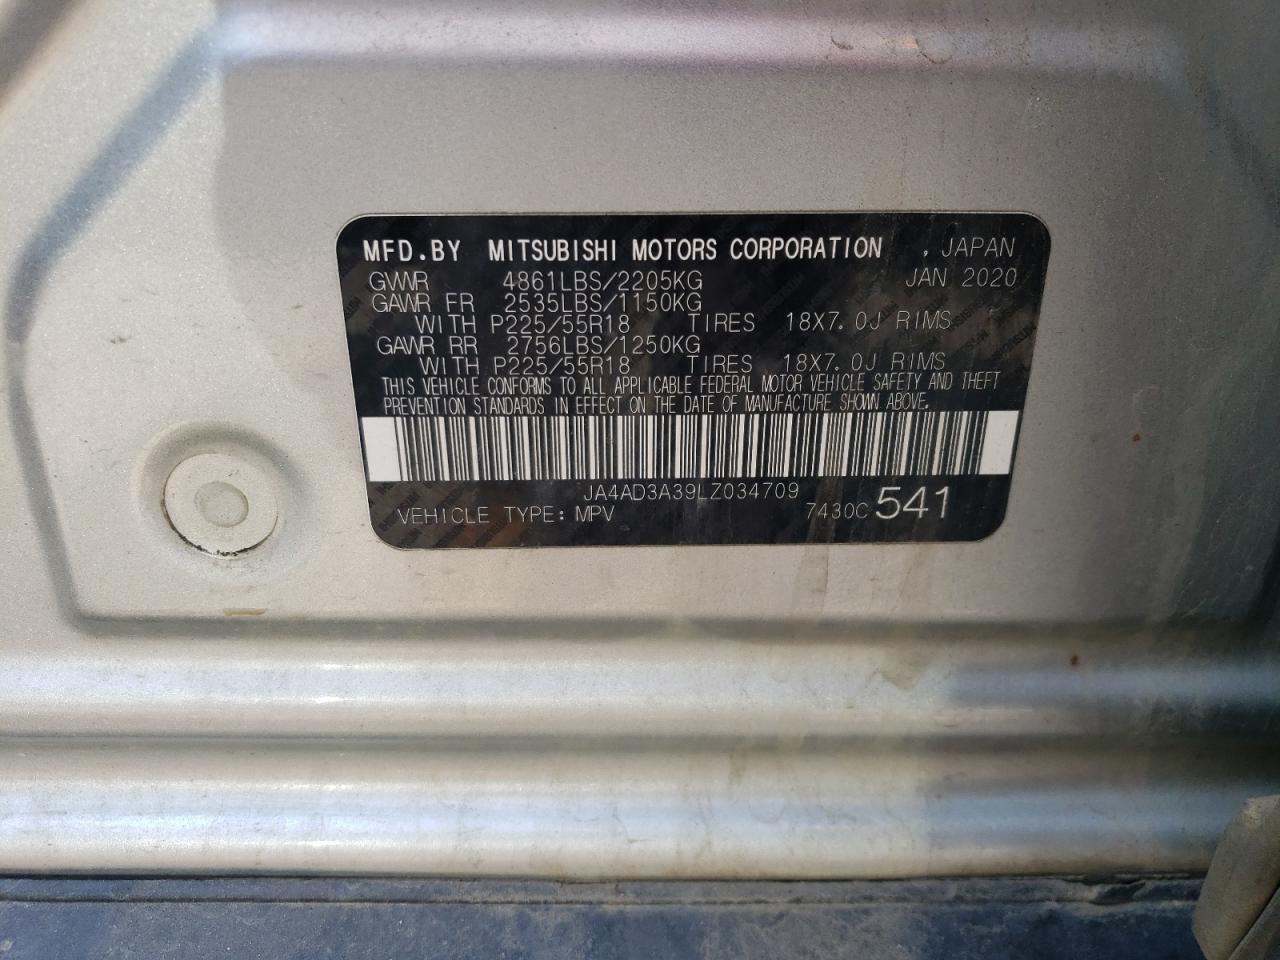 MFD.BY MITSUBISHI MOTORS CORPORATION , JAPAN
GVWR 4861LBS/2205KG JAN 2020
GAWR FR 2535LBS/1150KG
WITH P225/55R18 TIRES 18X7.0J RIMS
GAWR RR 2756LBS/1250KG
WITH P225/55R18 TIRES 18X7.0J RIMS
THIS VEHICLE CONFORMS TO ALL APPLICABLE FEDERAL MOTOR VEHICLE SAFETY AND THEFT
PREVENTION STANDARDS IN EFFECT ON THE DATE OF MANUFACTURE SHOWN ABOVE.
JA4AD3A39LZ034709
VEHICLE TYPE: MPV 7430C 541